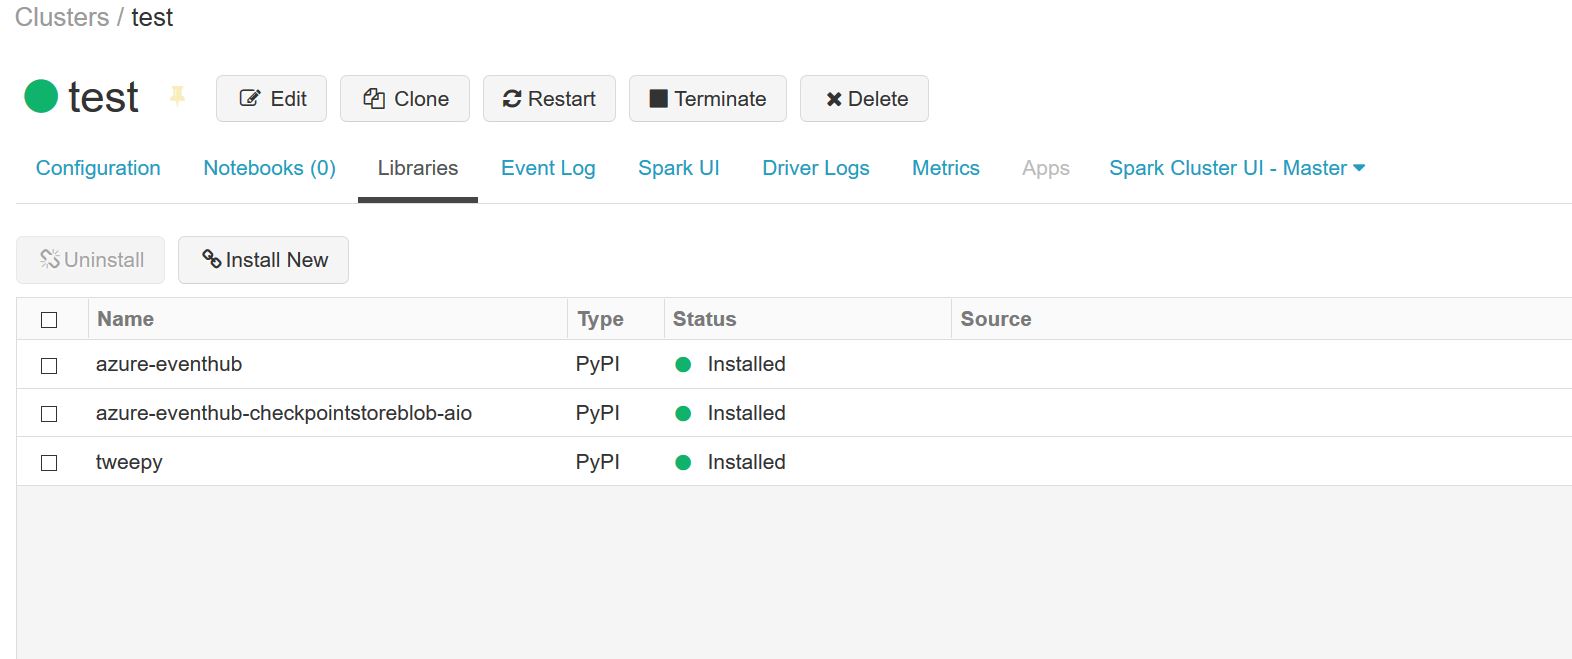 Clusters / test
test Edit Clone Restart Terminate Delete
Configuration Notebooks (0) Libraries Event Log Spark UI Driver Logs Metrics Apps Spark Cluster UI - Master
Uninstall Install New
Name Type Status Source
azure-eventhub PyPI Installed
azure-eventhub-checkpointstoreblob-aio PyPI Installed
tweepy PyPI Installed